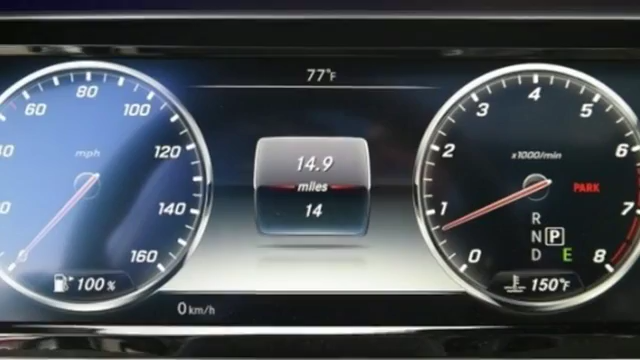 77°F
60 80 100 120 140 160
mph
100 %
0 km/h
14.9
miles
14
0 1 2 3 4 5 6 7 8
x1000/min
PARK
R
N P
D E
150°F